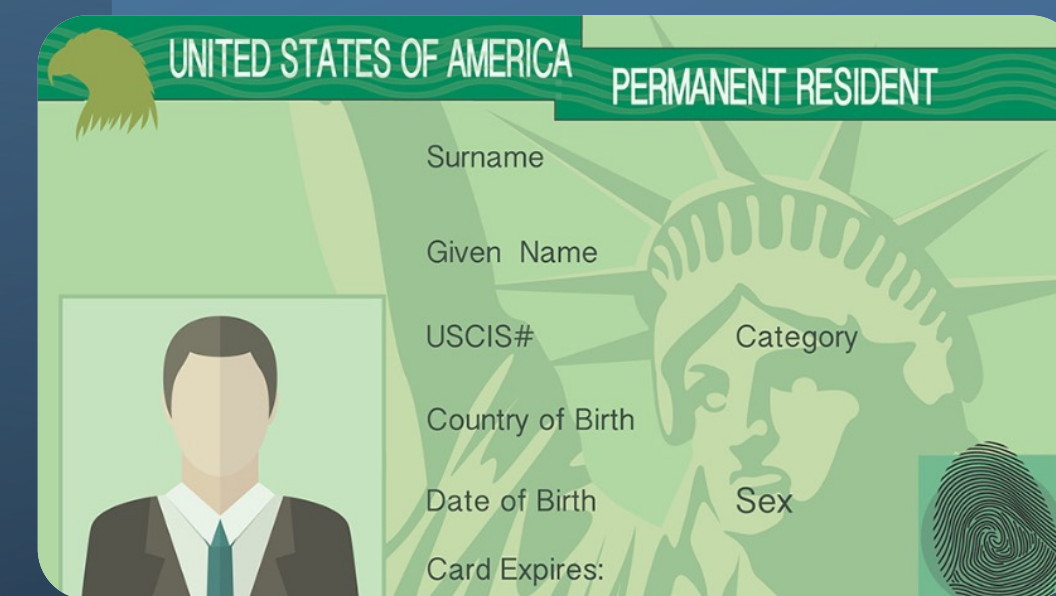 UNITED STATES OF AMERICA
PERMANENT RESIDENT
Surname
Given Name
USCIS#
Category
Country of Birth
Date of Birth
Sex
Card Expires: